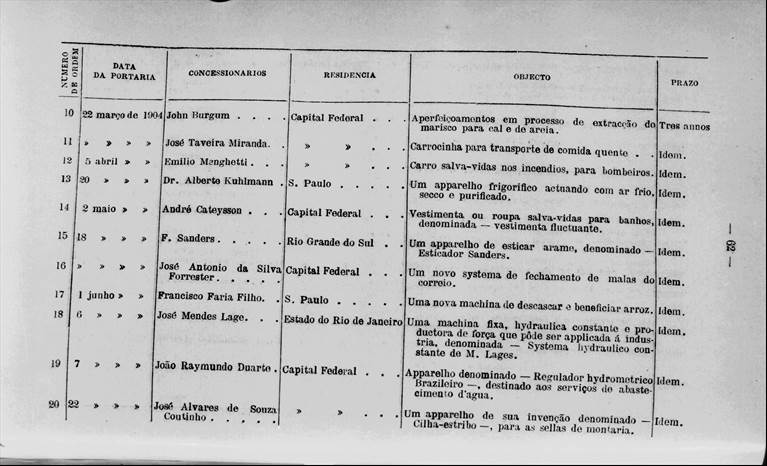 NUMERO DE ORDEM DATA DA PORTARIA CONCESSIONARIOS RESIDENCIA OBJECTO PRAZO
10 22 março de 1904 John Burgum . . . . Capital Federal . . . Aperfeiçoamentos em processo de extracção do Tres annos
marisco para cal e de areia.
11 » » » » José Taveira Miranda. . » » . . . Carrocinha para transporte de comida quente . . Idem.
12 5 abril » » Emilio Menghetti . . . » » . . . Carro salva-vidas nos incendios, para bombeiros. Idem.
13 20 » » » Dr. Alberto Kuhlmann . S. Paulo . . . . . Um apparelho frigorifico actuando com ar frio, Idem.
secco e purificado.
14 2 maio » » André Cateysson . . . Capital Federal . . . Vestimenta ou roupa salva-vidas para banhos, Idem.
denominada — vestimenta fluctuante.
15 18 » » » F. Sanders. . . . . Rio Grande do Sul . . Um apparelho de esticar arame, denominado — Idem.
Esticador Sanders.
16 » » » » José Antonio da Silva Capital Federal . . . Um novo systema de fechamento de malas do Idem.
Forrester. . . . . correio.
17 1 junho » » Francisco Faria Filho. . S. Paulo . . . . . Uma nova machina de descascar e beneficiar arroz. Idem.
18 6 » » » José Mendes Lage. . . Estado do Rio de Janeiro Uma machina fixa, hydraulica constante e pro- Idem.
ductora de força que póde ser applicada á indus-
tria, denominada — Systema hydraulico con-
stante de M. Lages.
19 7 » » » João Raymundo Duarte . Capital Federal . . . Apparelho denominado — Regulador hydrometrico Idem.
Brazileiro —, destinado aos serviços de abaste-
cimento d'agua.
20 22 » » » José Alvares de Souza » » . . . Um apparelho de sua invenção denominado — Idem.
Coutinho . . . . . Cilha-estribo —, para as sellas de montaria.
— 62 —